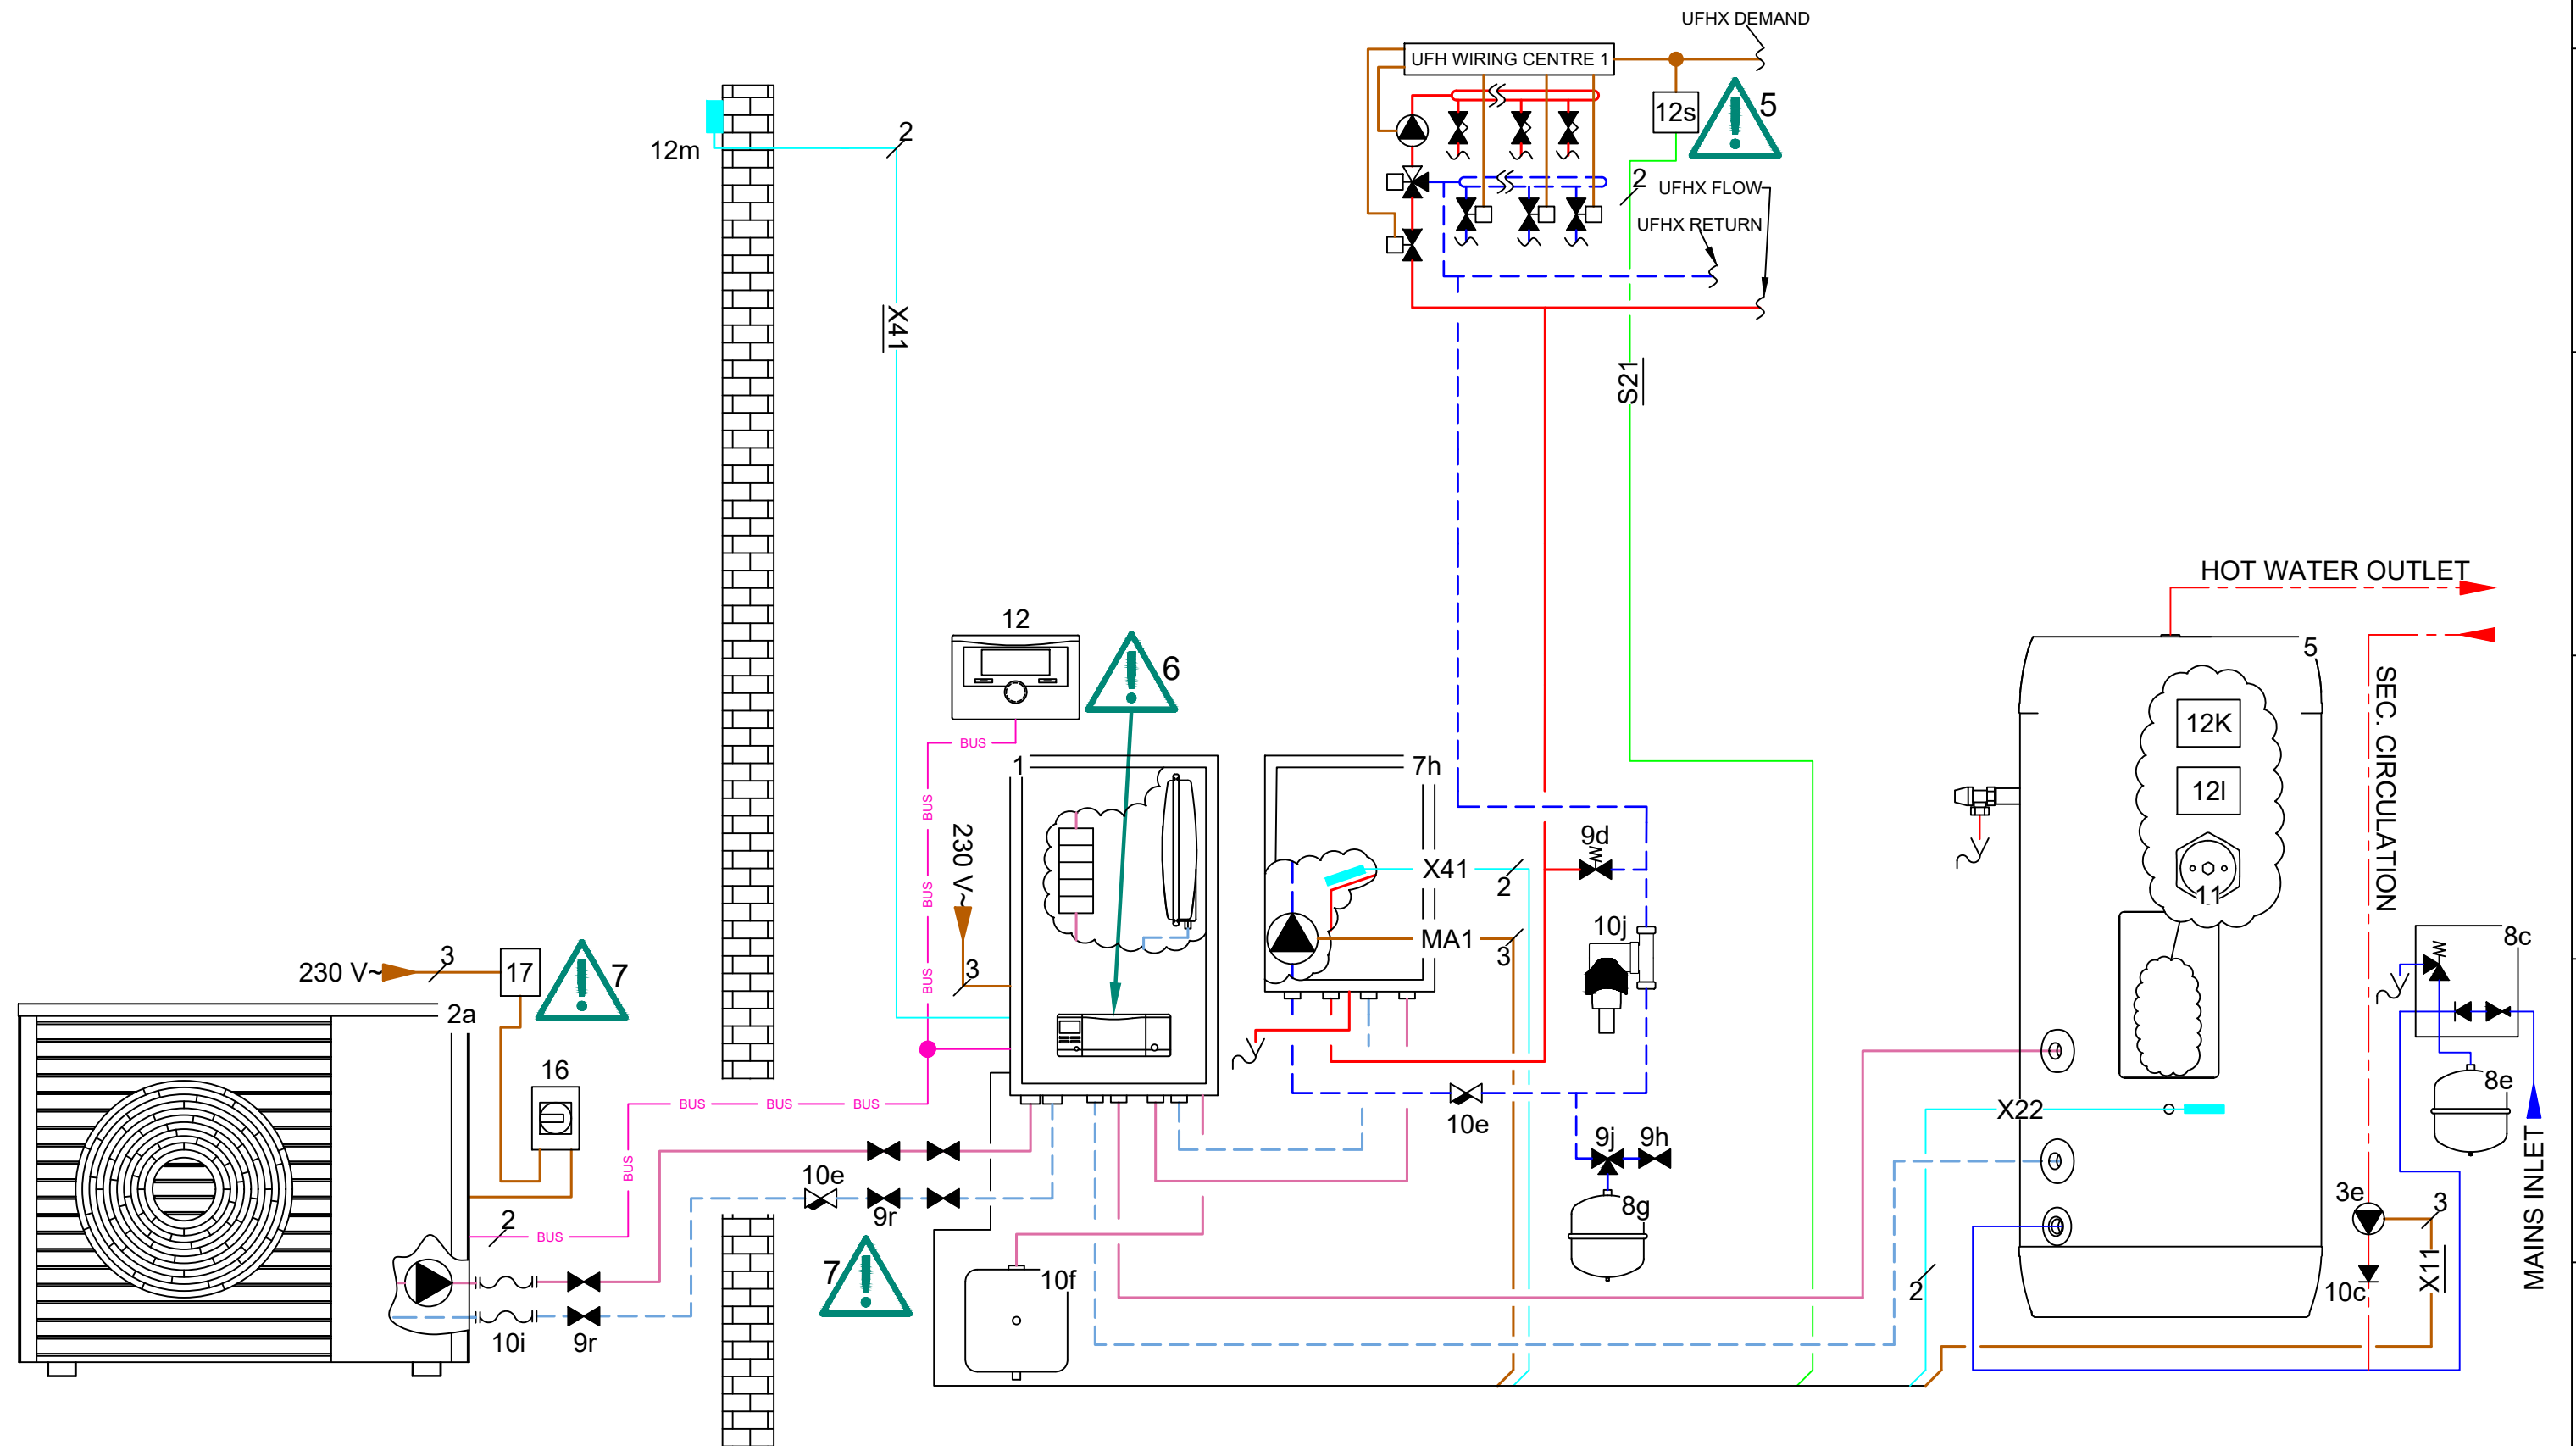 UFHX DEMAND
UFH WIRING CENTRE 1
12s
5
2
12m
2
UFHX FLOW
UFHX RETURN
X41
S21
HOT WATER OUTLET
12
6
5
BUS
SEC. CIRCULATION
12K
1
7h
12l
BUS
230 V~
9d
X41
2
11
BUS
10j
MA1
3
8c
3
230 V~
3
17
7
BUS
2a
16
8e
BUS
BUS
BUS
X22
10e
9j
9h
MAINS INLET
BUS
10e
9r
8g
3e
3
2
BUS
7
10f
2
X11
10c
10i
9r